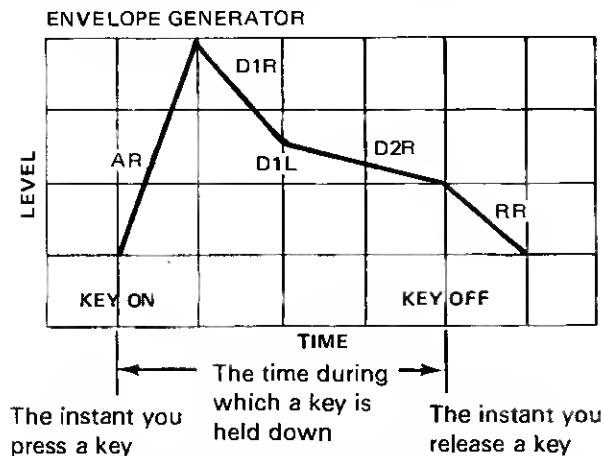 ENVELOPE GENERATOR
D1R
AR
D1L
D2R
RR
LEVEL
KEY ON
KEY OFF
TIME
The time during
which a key is
held down
The instant you
press a key
The instant you
release a key